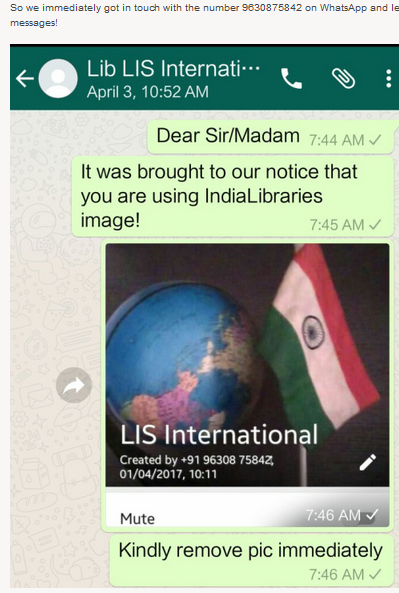 So we immediately got in touch with the number 9630875842 on WhatsApp and le
messages!
Lib LIS Internati...
April 3, 10:52 AM
Dear Sir/Madam 7:44 AM
It was brought to our notice that
you are using IndiaLibraries
image! 7:45 AM
LIS International
Created by +91 96308 75842,
01/04/2017, 10:11
Mute 7:46 AM
Kindly remove pic immediately
7:46 AM